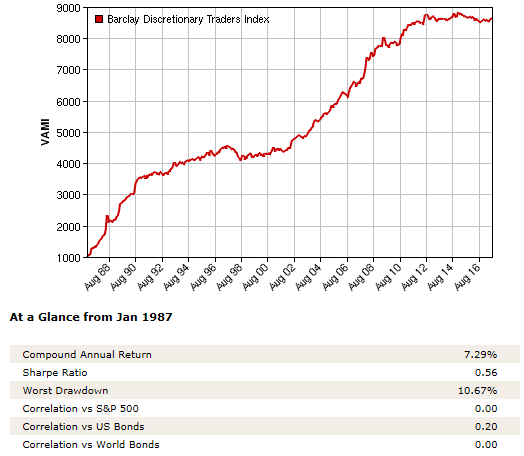 9000
Barclay Discretionary Traders Index
8000
7000
6000
VAMI
5000
4000
3000
2000
1000
Aug 88 Aug 90 Aug 92 Aug 94 Aug 96 Aug 98 Aug 00 Aug 02 Aug 04 Aug 06 Aug 08 Aug 10 Aug 12 Aug 14 Aug 16
At a Glance from Jan 1987
Compound Annual Return 7.29%
Sharpe Ratio 0.56
Worst Drawdown 10.67%
Correlation vs S&P 500 0.00
Correlation vs US Bonds 0.20
Correlation vs World Bonds 0.00